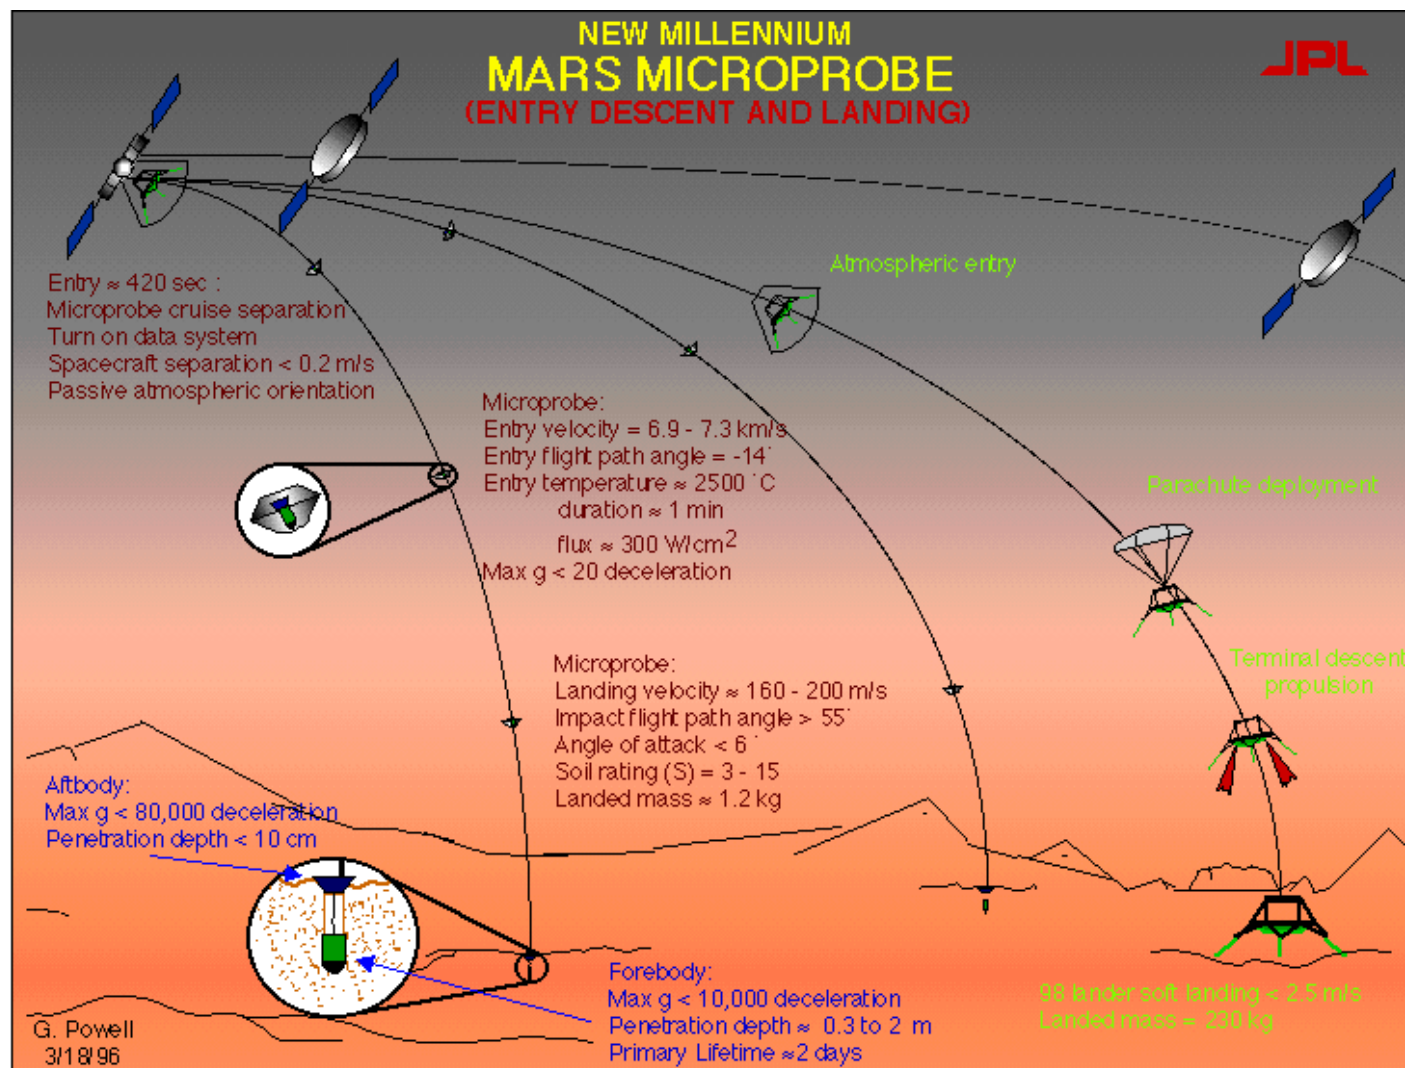 NEW MILLENNIUM
MARS MICROPROBE
(ENTRY DESCENT AND LANDING)
JPL
Atmospheric entry
Entry ≈ 420 sec :
Microprobe cruise separation
Turn on data system
Spacecraft separation < 0.2 m/s
Passive atmospheric orientation
Microprobe:
Entry velocity = 6.9 - 7.3 km/s
Entry flight path angle = -14˙
Entry temperature ≈ 2500 ˙C
duration ≈ 1 min
flux ≈ 300 W/cm²
Max g < 20 deceleration
Parachute deployment
Terminal descent
propulsion
Microprobe:
Landing velocity ≈ 160 - 200 m/s
Impact flight path angle > 55˙
Angle of attack < 6 ˙
Soil rating (S) = 3 - 15
Landed mass ≈ 1.2 kg
Aftbody:
Max g < 80,000 deceleration
Penetration depth < 10 cm
Forebody:
Max g < 10,000 deceleration
Penetration depth ≈ 0.3 to 2 m
Primary Lifetime ≈2 days
98 lander soft landing < 2.5 m/s
Landed mass = 230 kg
G. Powell
3/18/96